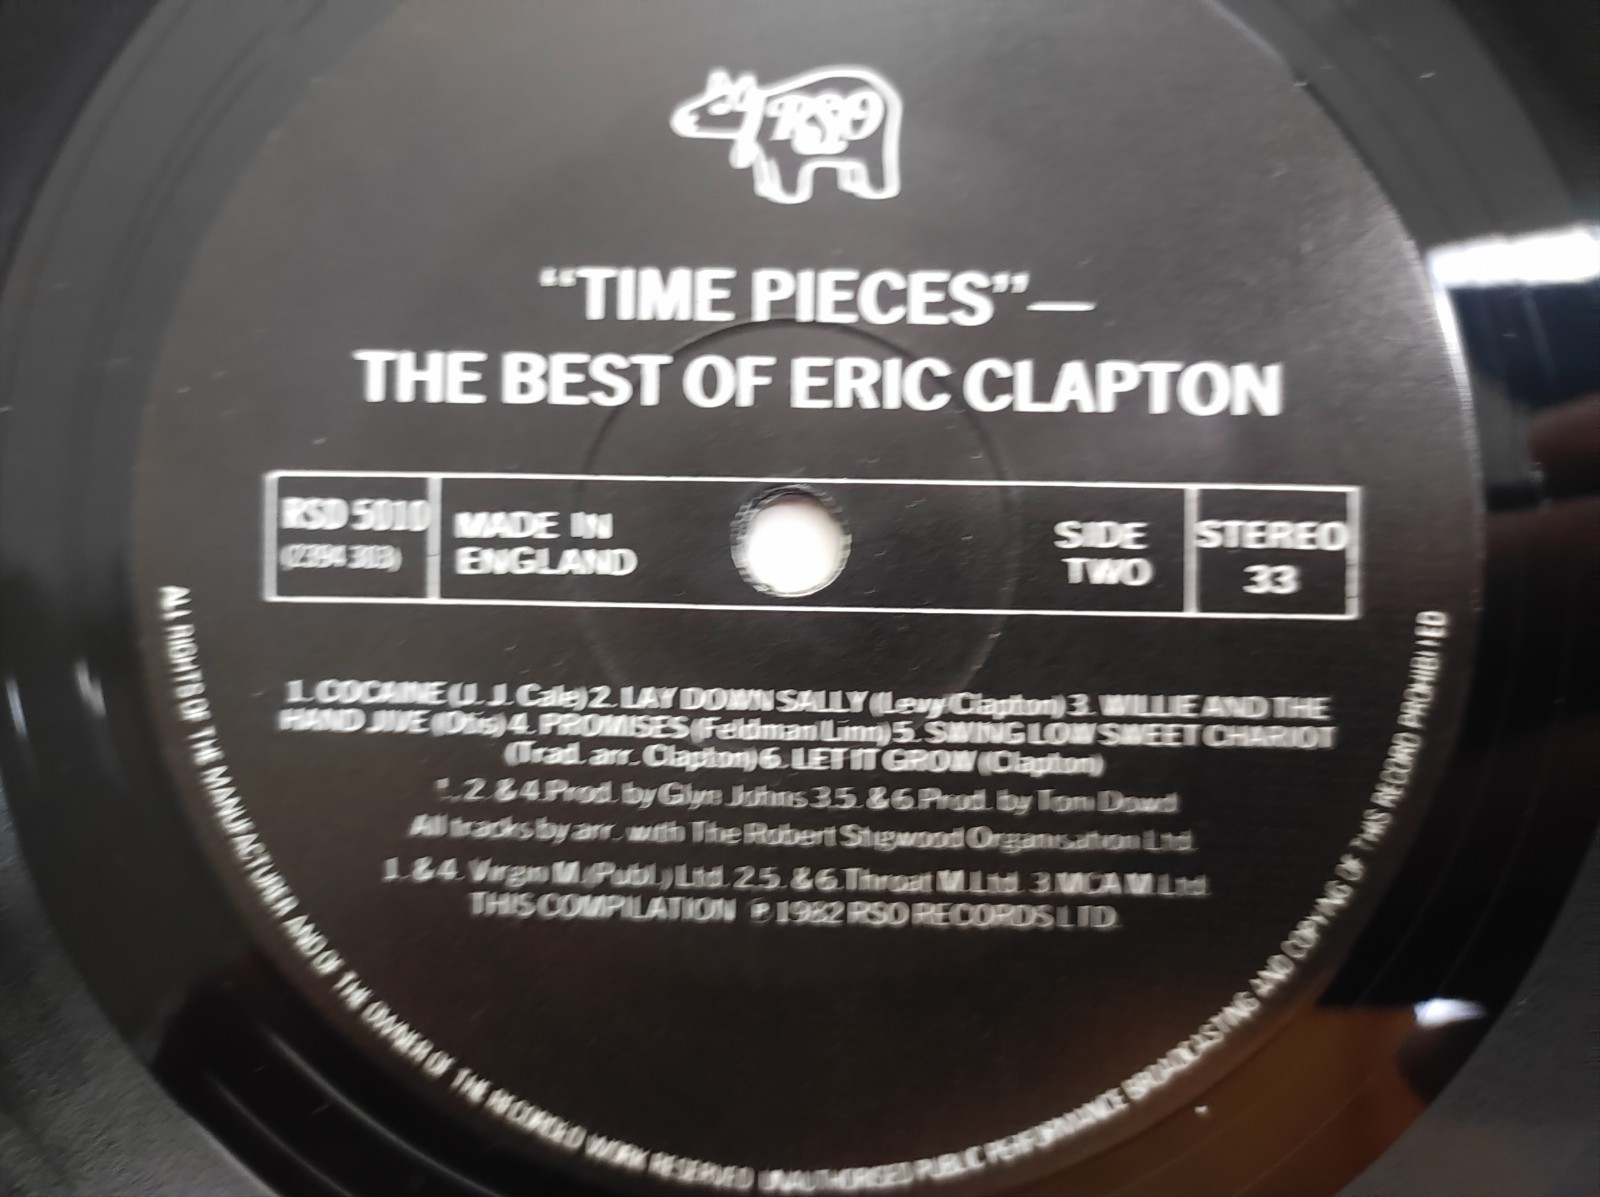 RSO
“TIME PIECES”—
THE BEST OF ERIC CLAPTON
RSD 5010
(2394 303)
MADE IN
ENGLAND
SIDE
TWO
STEREO
33
1. COCAINE (J. J. Cale) 2. LAY DOWN SALLY (Levy/Clapton) 3. WILLIE AND THE
HAND JIVE (Otis) 4. PROMISES (Feldman/Linn) 5. SWING LOW SWEET CHARIOT
(Trad. arr. Clapton) 6. LET IT GROW (Clapton)
1., 2. & 4. Prod. by Glyn Johns 3.5. & 6. Prod. by Tom Dowd
All tracks by arr. with The Robert Stigwood Organisation Ltd.
1. & 4. Virgin M. (Publ.) Ltd. 2.5. & 6. Throat M. Ltd. 3. MCA M. Ltd.
THIS COMPILATION ℗ 1982 RSO RECORDS LTD.
ALL RIGHTS OF THE MANUFACTURER AND OF THE OWNER OF THE RECORDED WORK RESERVED UNAUTHORISED PUBLIC PERFORMANCE BROADCASTING AND COPYING OF THIS RECORD PROHIBITED